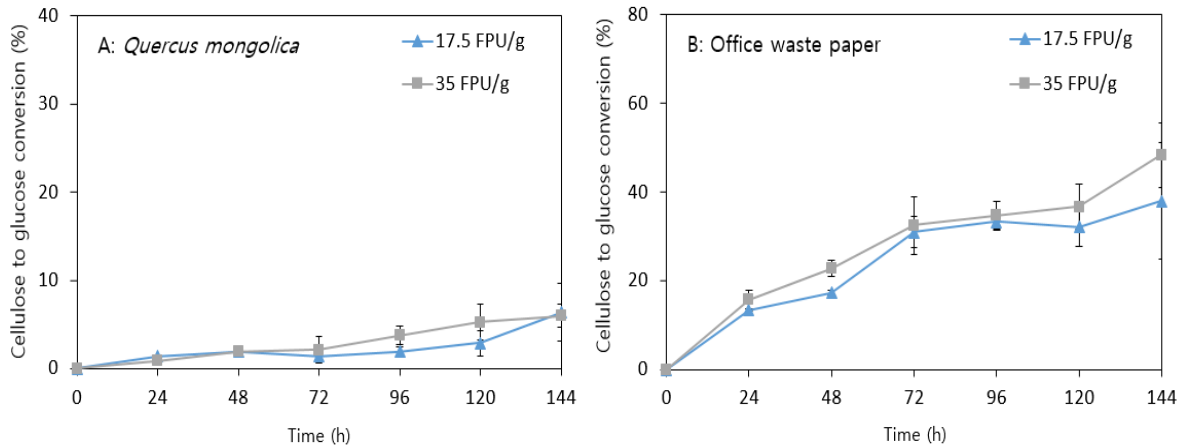 Cellulose to glucose conversion (%)
40
30
20
10
0
A: Quercus mongolica
17.5 FPU/g
35 FPU/g
0 24 48 72 96 120 144
Time (h)
Cellulose to glucose conversion (%)
80
60
40
20
0
B: Office waste paper
17.5 FPU/g
35 FPU/g
0 24 48 72 96 120 144
Time (h)